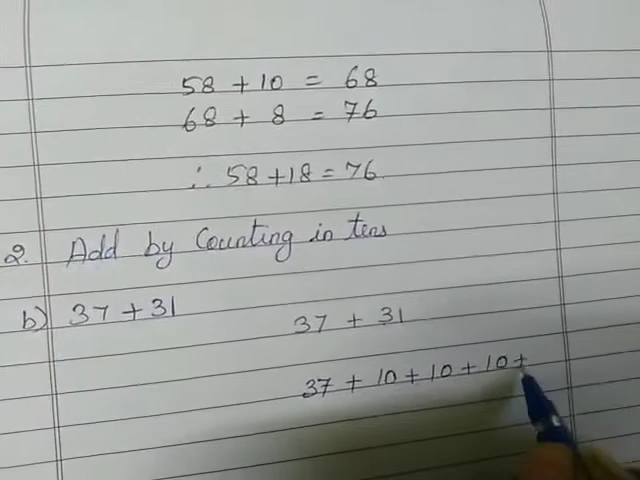 58 + 10 = 68
68 + 8 = 76
∴ 58 + 18 = 76
2. Add by Counting in tens
b) 37 + 31 37 + 31
37 + 10 + 10 + 10 +